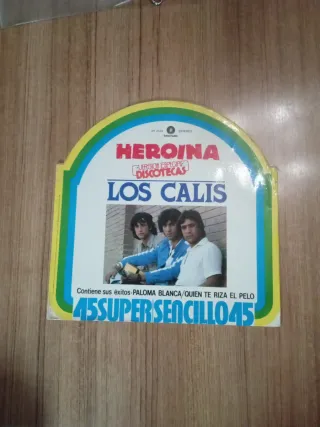 HEROINA
DISCOTECAS
LOS CALIS
Contiene sus éxitos-PALOMA BLANCA/QUIEN TE RIZA EL PELO
45SUPERSENCILLO45